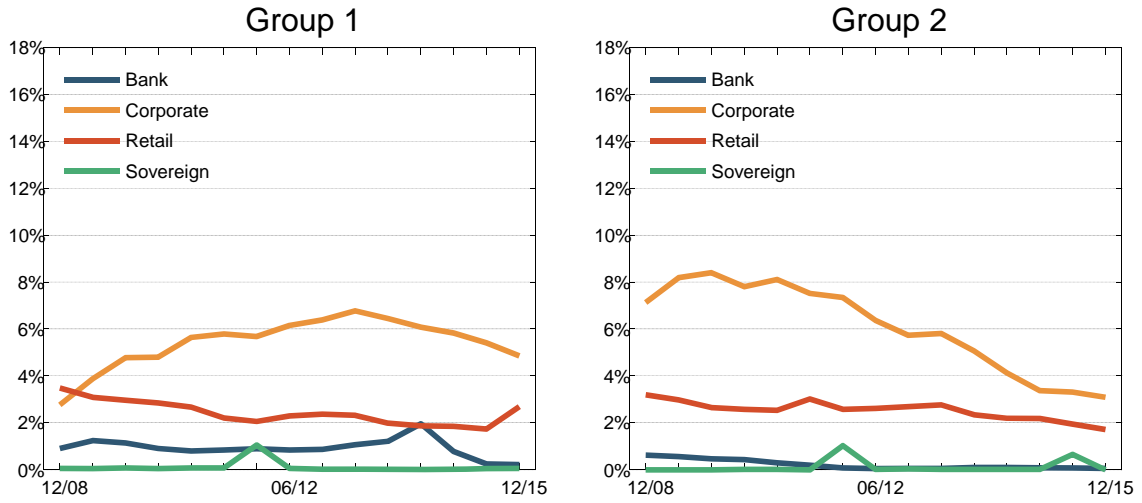 Group 1
18%
16%
14%
12%
10%
8%
6%
4%
2%
0%
Bank
Corporate
Retail
Sovereign
12/08
06/12
12/15
Group 2
18%
16%
14%
12%
10%
8%
6%
4%
2%
0%
Bank
Corporate
Retail
Sovereign
12/08
06/12
12/15